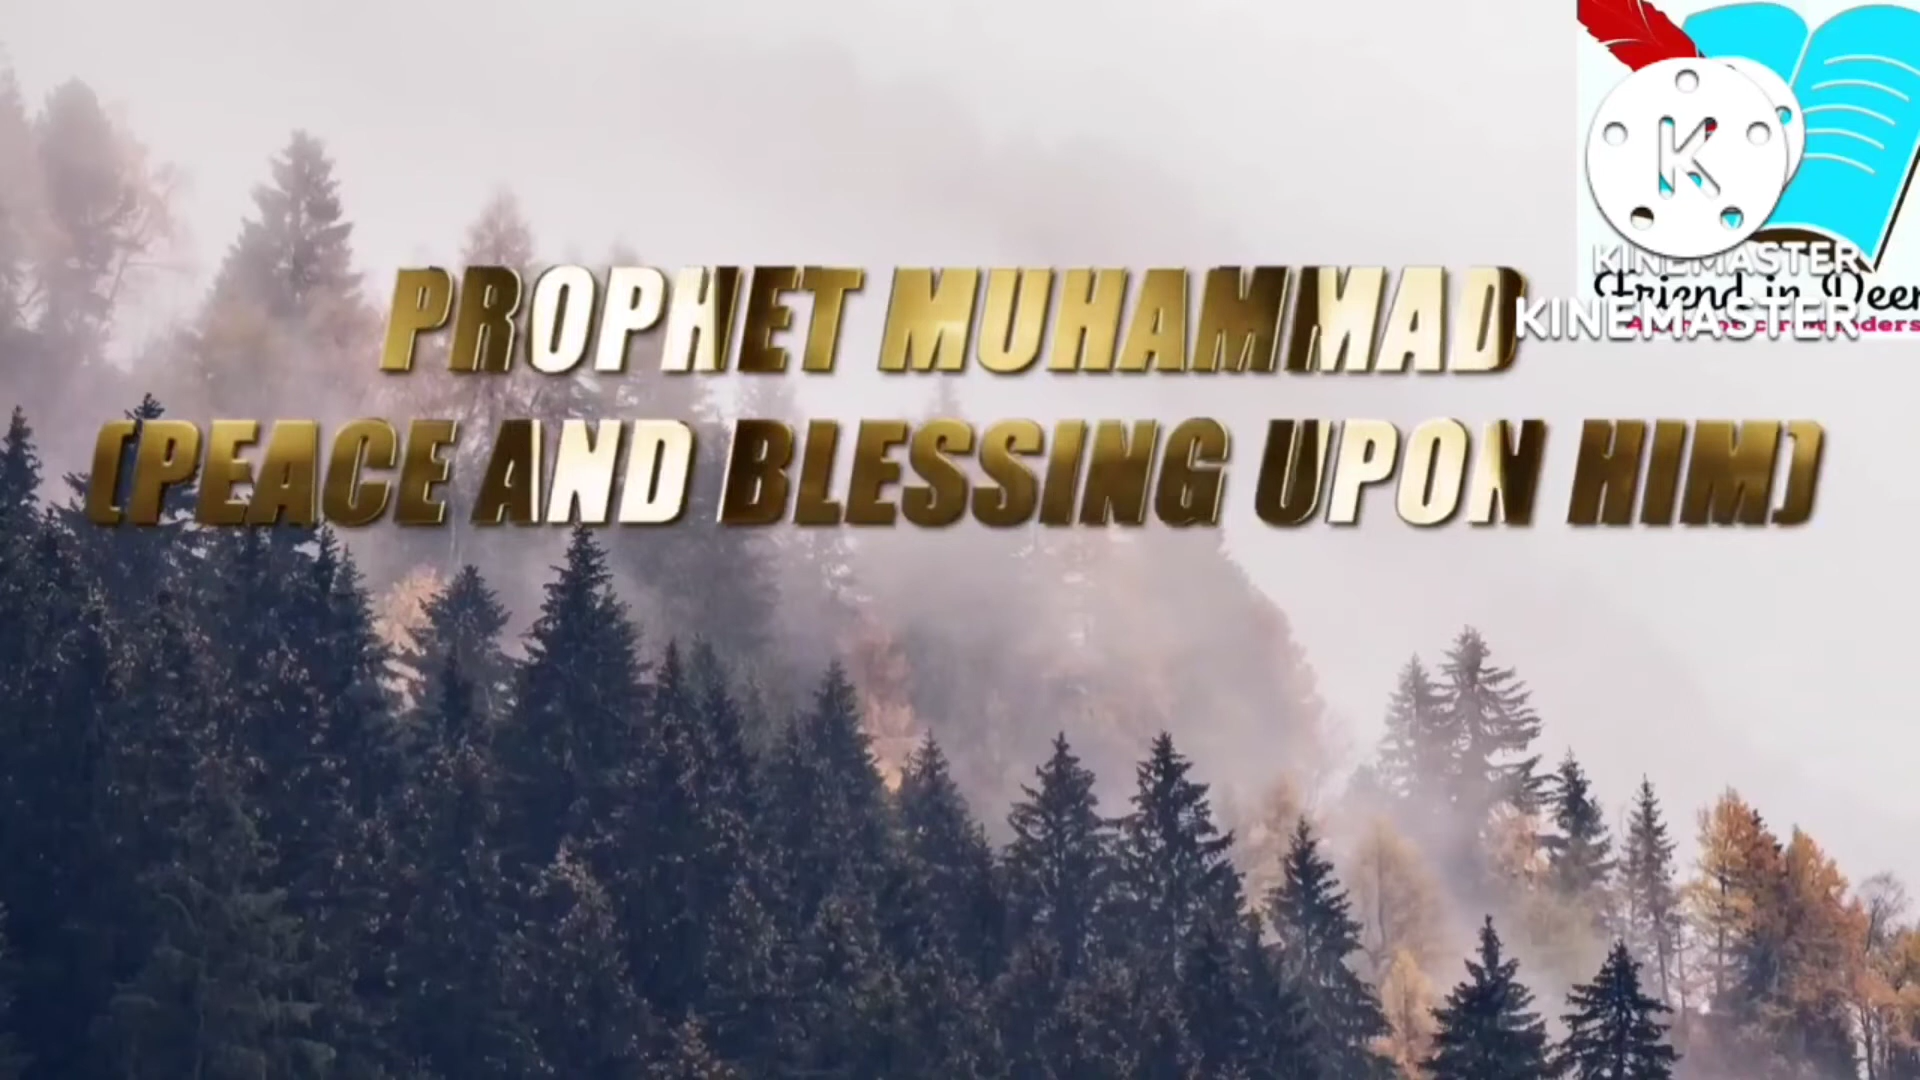 PROPHET MUHAMMAD
(PEACE AND BLESSING UPON HIM)
K
KINEMASTER
Friend in Deen
KINEMASTER